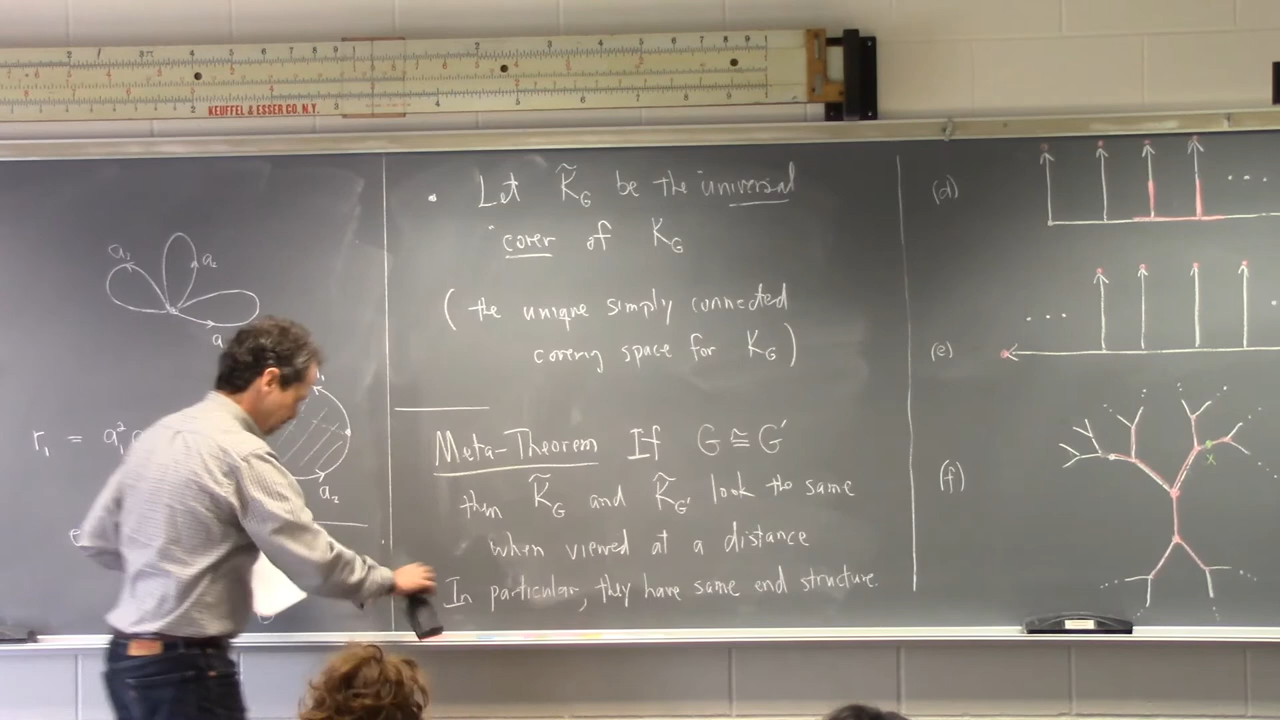 KEUFFEL & ESSER CO. N.Y.
a₃
a₂
a
r₁ = a₁²
a₂
• Let K̃_G be the "universal
cover of K_G
(the unique simply connected
covering space for K_G)
Meta-Theorem If G ≅ G'
then K̃_G and K̃_G' look the same
when viewed at a distance
In particular, they have same end structure.
(d)
(e)
(f)
x